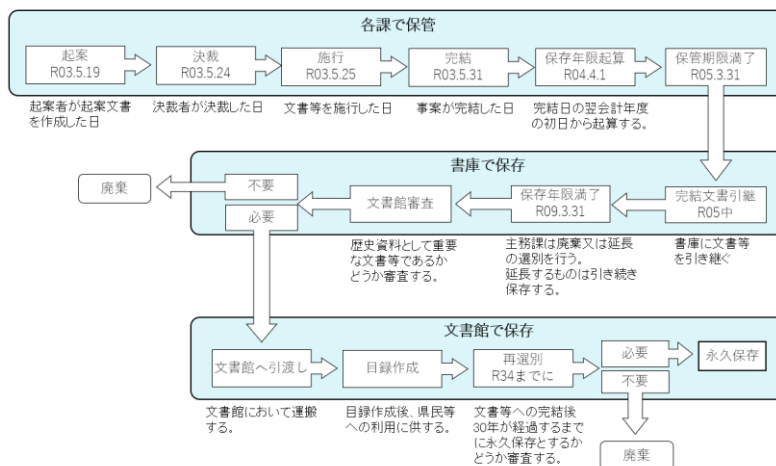 各課で保管
起案
R03.5.19
決裁
R03.5.24
施行
R03.5.25
完結
R03.5.31
保存年限起算
R04.4.1
保管期限満了
R05.3.31
起案者が起案文書
を作成した日
決裁者が決裁した日
文書等を施行した日
事案が完結した日
完結日の翌会計年度
の初日から起算する。
書庫で保存
廃棄
不要
必要
文書館審査
保存年限満了
R09.3.31
完結文書引継
R05中
歴史資料として重要
な文書等であるか
どうか審査する。
主務課は廃棄又は延長
の選別を行う。
延長するものは引き続き
保存する。
書庫に文書等
を引き継ぐ
文書館で保存
文書館へ引渡し
目録作成
再選別
R34までに
必要
不要
永久保存
文書館において運搬
する。
目録作成後、県民等
への利用に供する。
文書等への完結後
30年が経過するまで
に永久保存とするか
どうか審査する。
廃棄